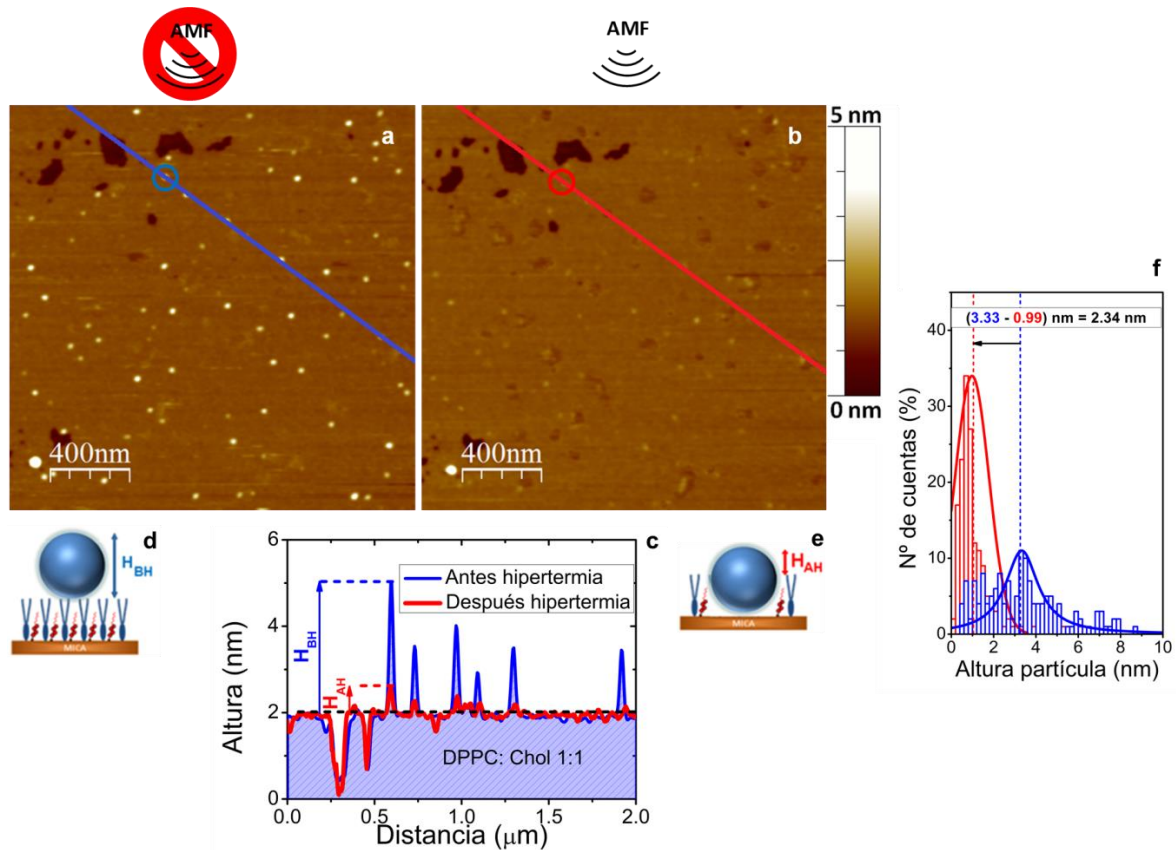 AMF
AMF
a
b
5 nm
0 nm
400nm
400nm
f
(3.33 - 0.99) nm = 2.34 nm
40
30
20
10
0
Nº de cuentas (%)
0 2 4 6 8 10
Altura partícula (nm)
d
H_BH
MICA
c
Antes hipertermia
Después hipertermia
6
4
2
0
Altura (nm)
H_BH
H_AH
DPPC: Chol 1:1
0.0 0.5 1.0 1.5 2.0
Distancia (μm)
e
H_AH
MICA